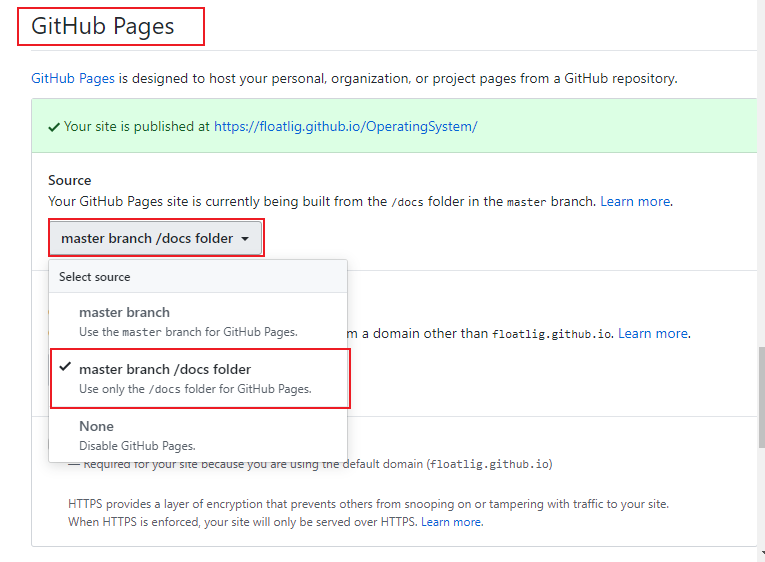 GitHub Pages
GitHub Pages is designed to host your personal, organization, or project pages from a GitHub repository.
Your site is published at https://floatlig.github.io/OperatingSystem/
Source
Your GitHub Pages site is currently being built from the /docs folder in the master branch. Learn more.
master branch /docs folder
Select source
master branch
Use the master branch for GitHub Pages.
m a domain other than floatlig.github.io. Learn more.
master branch /docs folder
Use only the /docs folder for GitHub Pages.
None
Disable GitHub Pages.
— Required for your site because you are using the default domain (floatlig.github.io)
HTTPS provides a layer of encryption that prevents others from snooping on or tampering with traffic to your site.
When HTTPS is enforced, your site will only be served over HTTPS. Learn more.